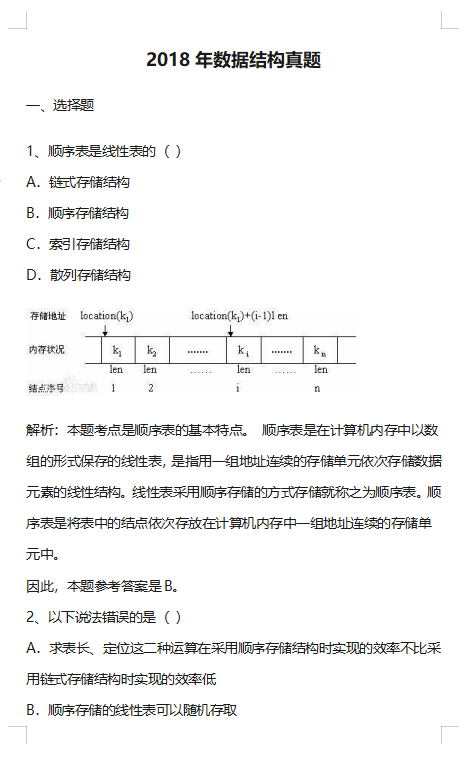 2018 年数据结构真题
一、选择题
1、顺序表是线性表的（ ）
A．链式存储结构
B．顺序存储结构
C．索引存储结构
D．散列存储结构
存储地址 location(k1) location(k1)+(i-1)len
内存状况 k1 k2 ······· ki ······· kn
len len ······ len ······ len
结点序号 1 2 i n
解析：本题考点是顺序表的基本特点。 顺序表是在计算机内存中以数
组的形式保存的线性表，是指用一组地址连续的存储单元依次存储数据
元素的线性结构。线性表采用顺序存储的方式存储就称之为顺序表。顺
序表是将表中的结点依次存放在计算机内存中一组地址连续的存储单
元中。
因此，本题参考答案是 B。
2、以下说法错误的是（ ）
A．求表长、定位这二种运算在采用顺序存储结构时实现的效率不比采
用链式存储结构时实现的效率低
B．顺序存储的线性表可以随机存取